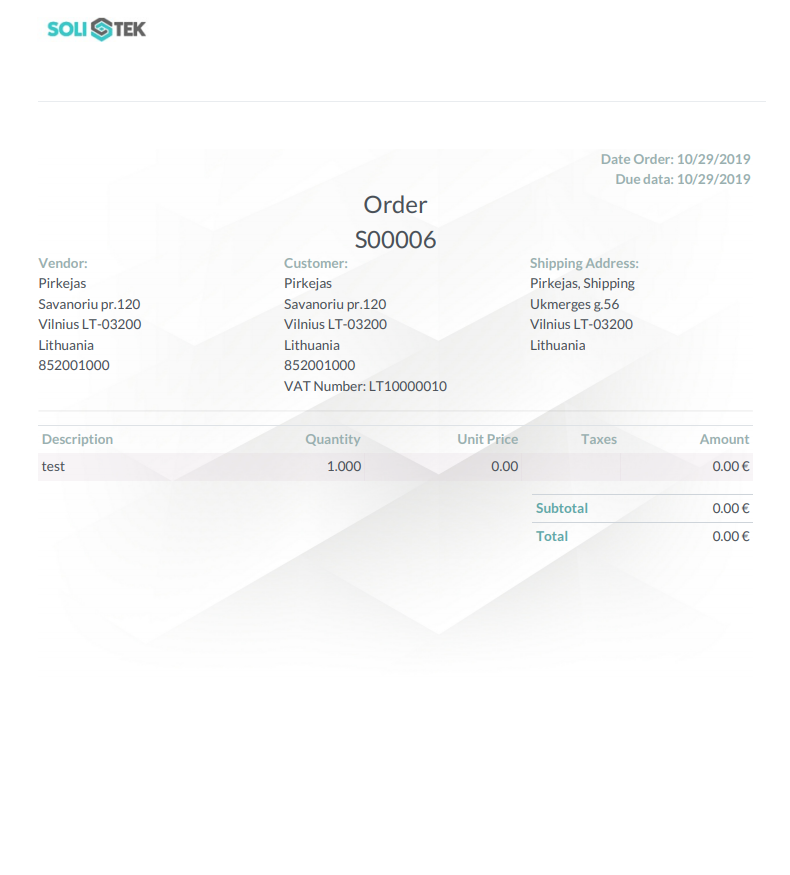 SOLITEK
Date Order: 10/29/2019
Due data: 10/29/2019
Order
S00006
Vendor:
Pirkejas
Savanoriu pr.120
Vilnius LT-03200
Lithuania
852001000
Customer:
Pirkejas
Savanoriu pr.120
Vilnius LT-03200
Lithuania
852001000
VAT Number: LT10000010
Shipping Address:
Pirkejas, Shipping
Ukmerges g.56
Vilnius LT-03200
Lithuania
Description Quantity Unit Price Taxes Amount
test 1.000 0.00 0.00 €
Subtotal 0.00 €
Total 0.00 €